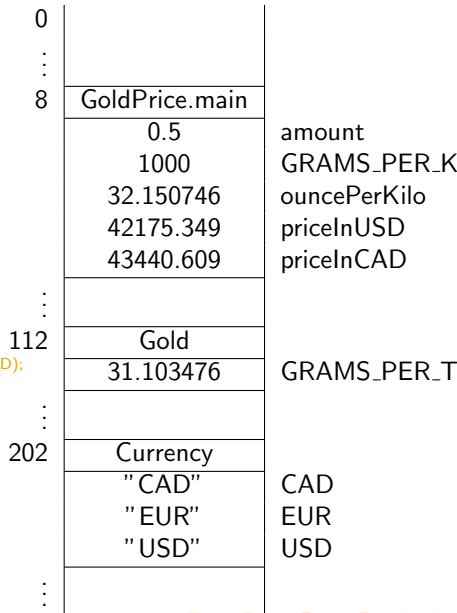 0
⋮
8 GoldPrice.main
0.5 amount
1000 GRAMS_PER_K
32.150746 ouncePerKilo
42175.349 priceInUSD
43440.609 priceInCAD
⋮
112 Gold
D);
31.103476 GRAMS_PER_T
⋮
202 Currency
"CAD" CAD
"EUR" EUR
"USD" USD
⋮